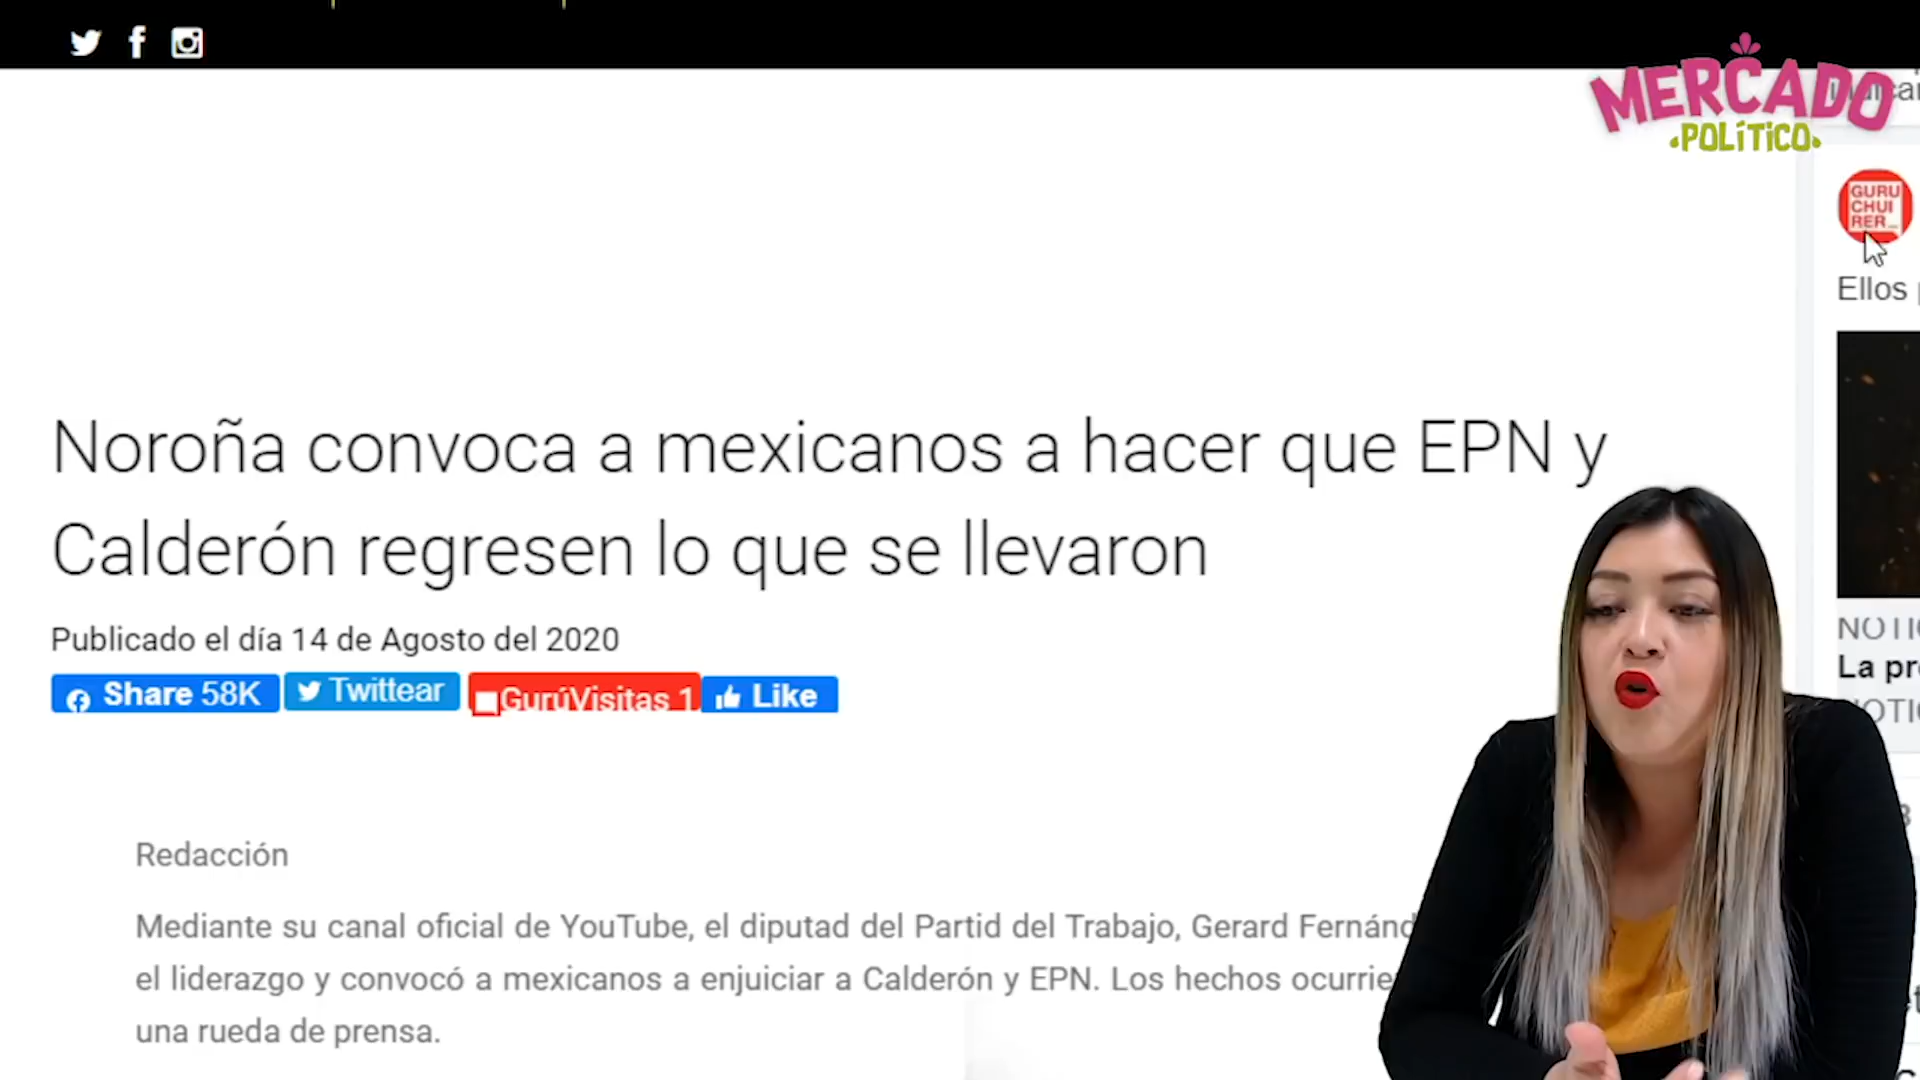 MERCADO
POLÍTICO
GURU
CHUI
RER_
Ellos
Noroña convoca a mexicanos a hacer que EPN y
Calderón regresen lo que se llevaron
Publicado el día 14 de Agosto del 2020
Share 58K Twittear GurúVisitas 1 Like
La pr
Redacción
Mediante su canal oficial de YouTube, el diputad del Partid del Trabajo, Gerard Fernánd
el liderazgo y convocó a mexicanos a enjuiciar a Calderón y EPN. Los hechos ocurrie
una rueda de prensa.